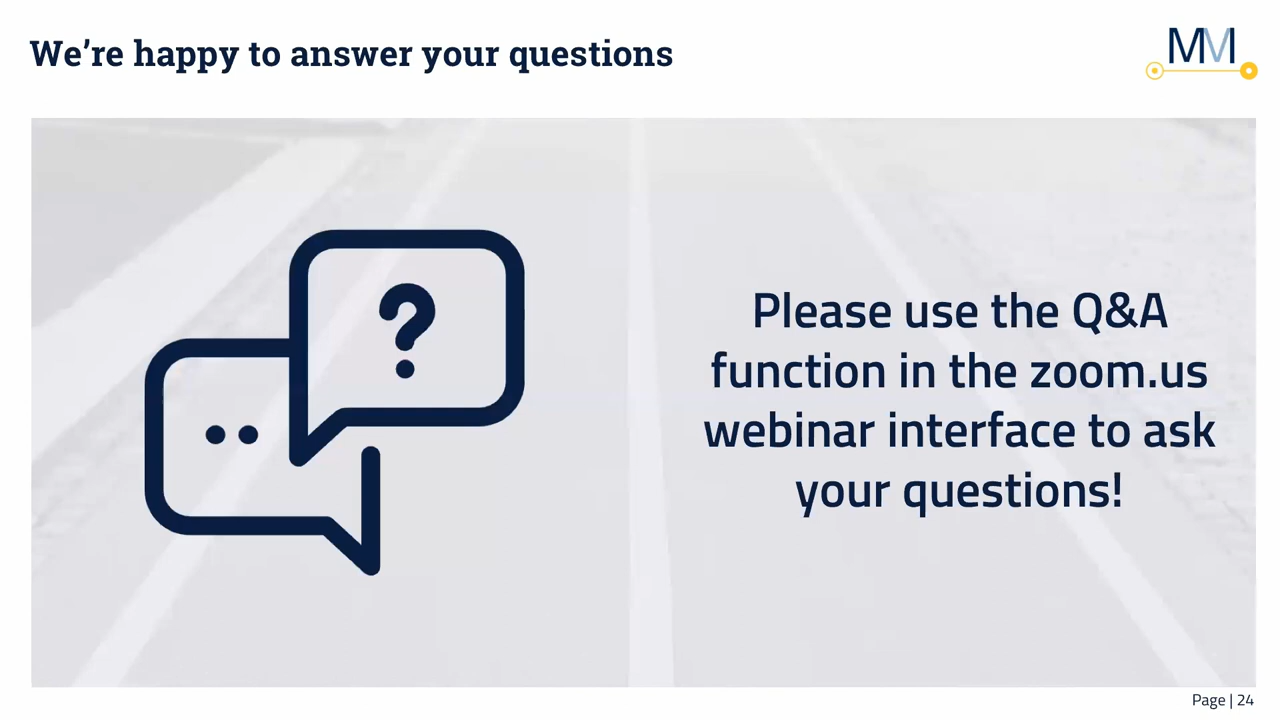 We’re happy to answer your questions
MM
?
Please use the Q&A
function in the zoom.us
webinar interface to ask
your questions!
Page | 24